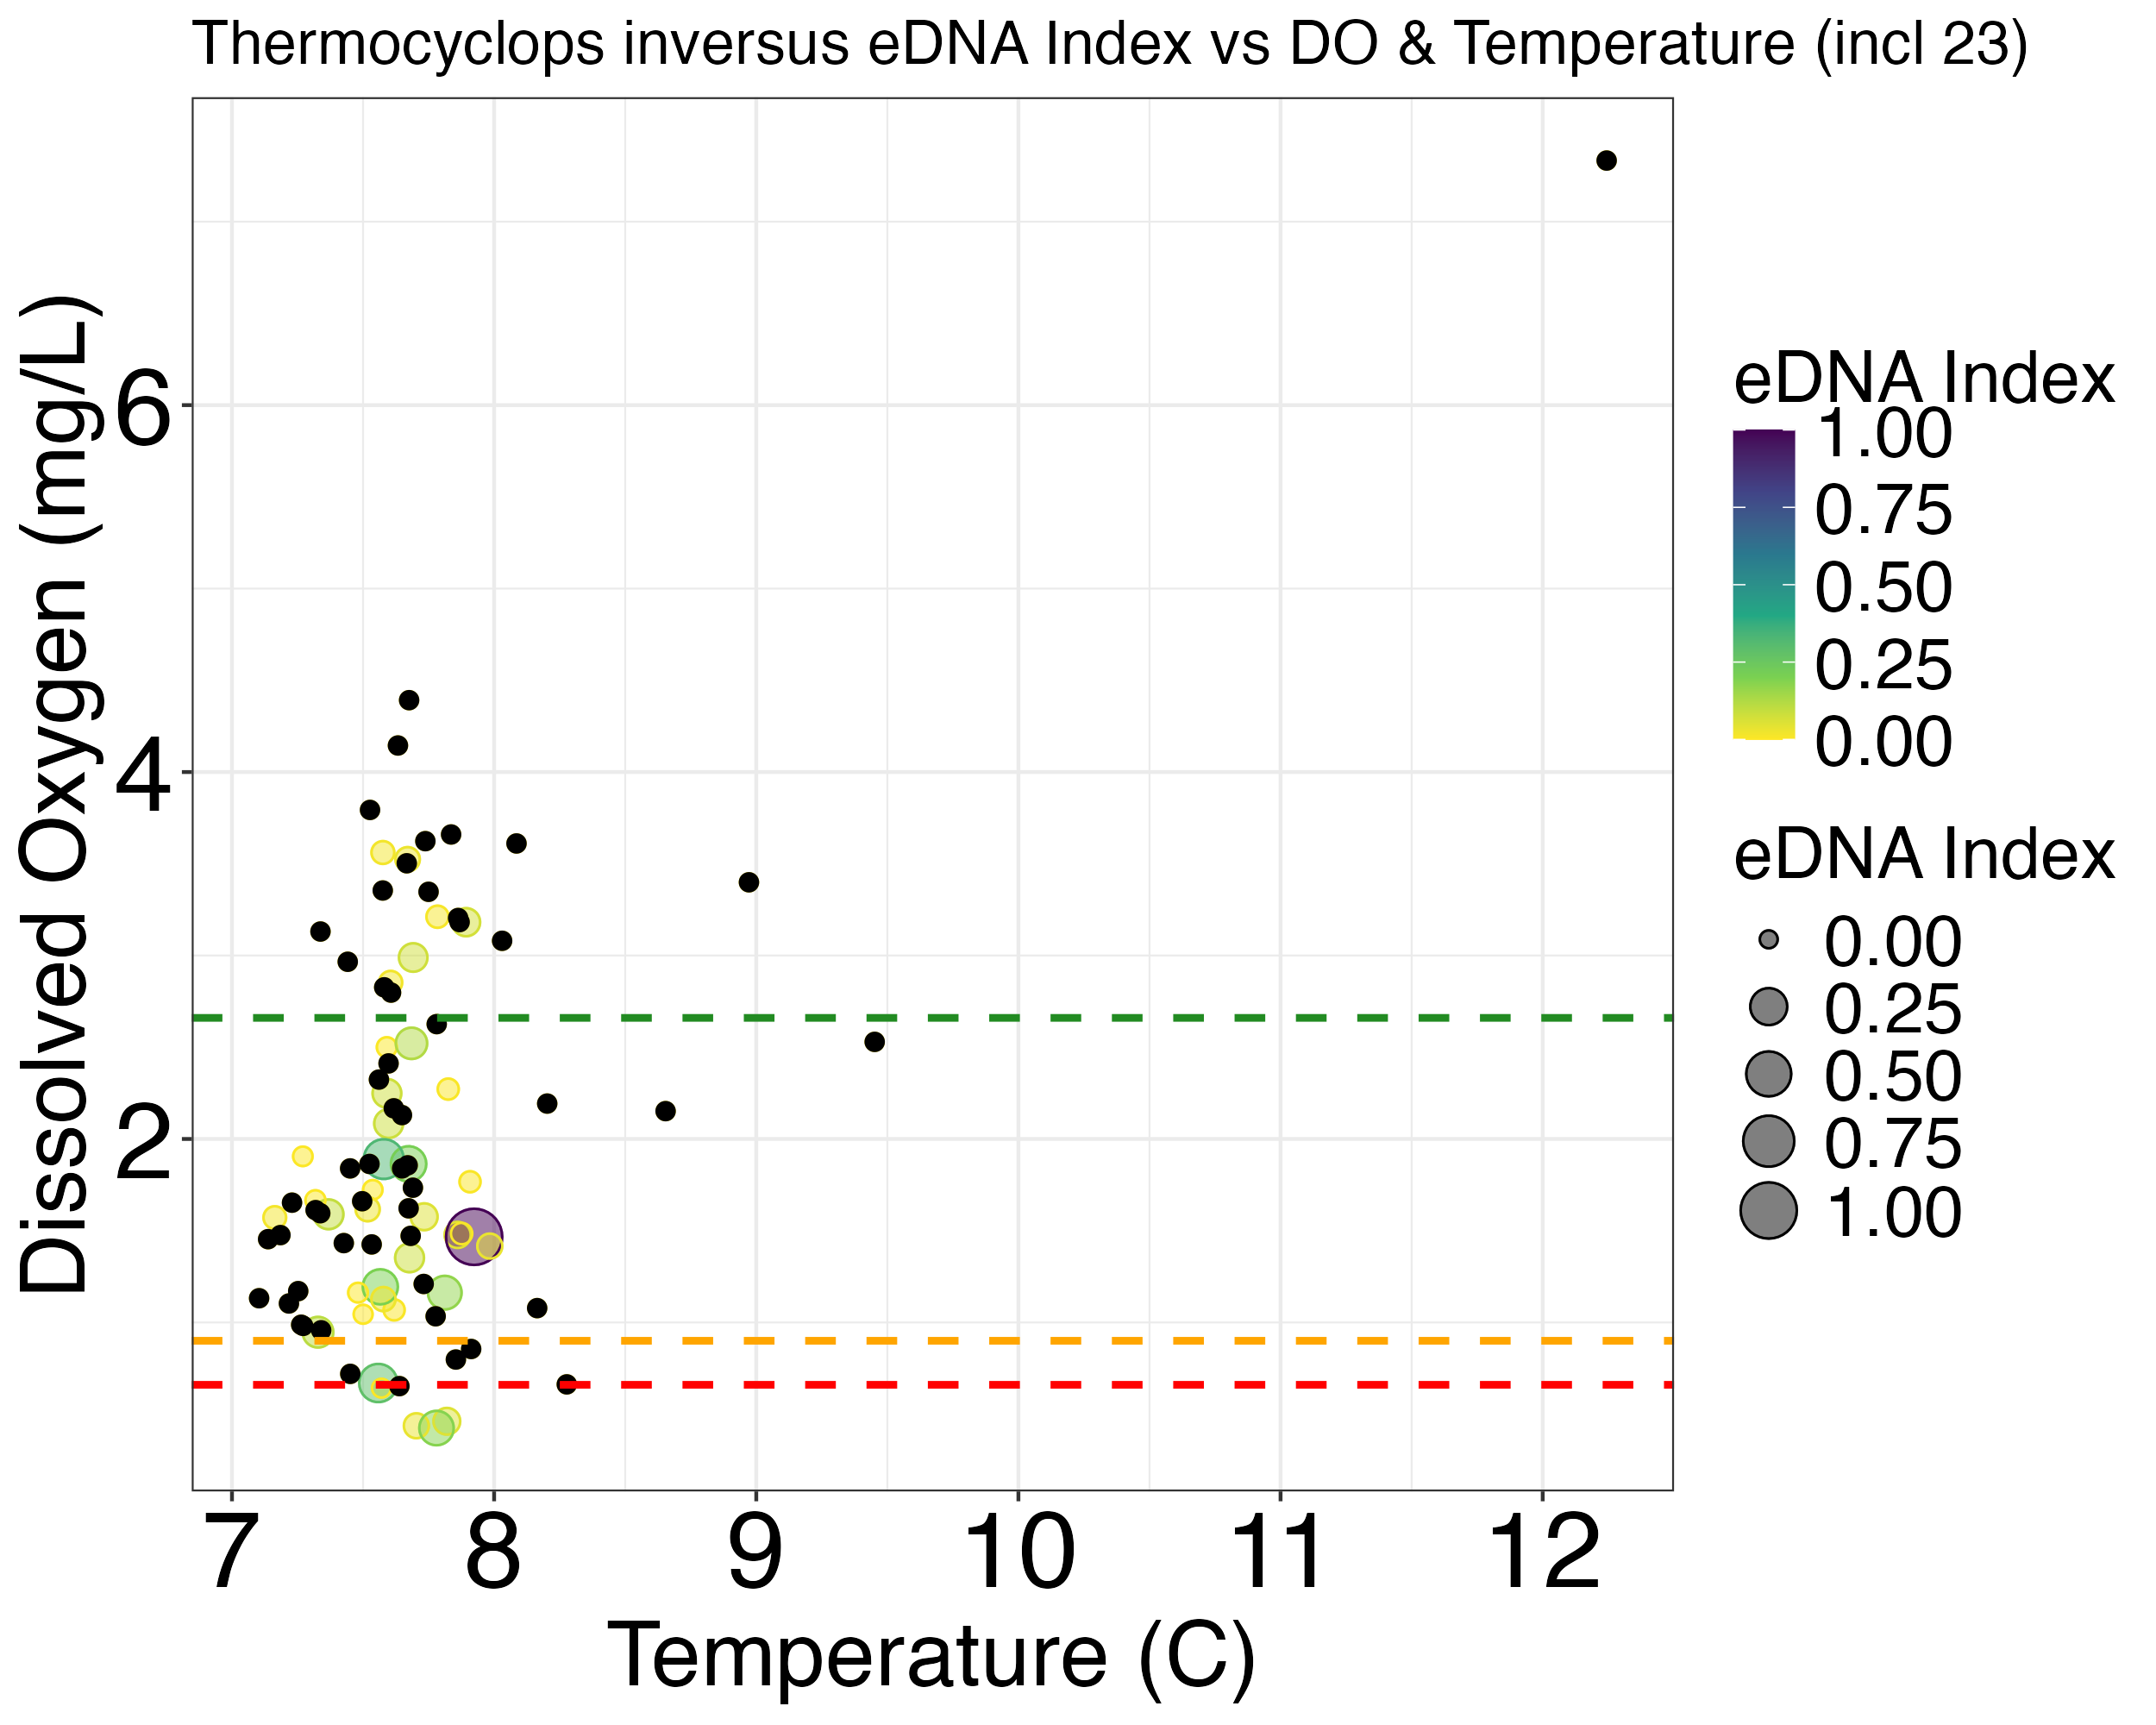 Thermocyclops inversus eDNA Index vs DO & Temperature (incl 23)
Dissolved Oxygen (mg/L)
6
4
2
7 8 9 10 11 12
Temperature (C)
eDNA Index
1.00
0.75
0.50
0.25
0.00
eDNA Index
0.00
0.25
0.50
0.75
1.00